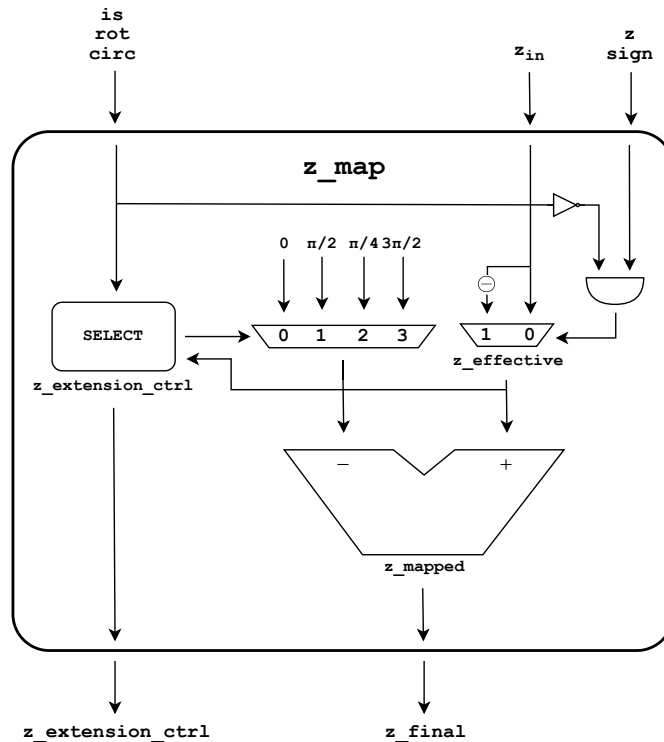 is
rot
circ
z_in
z
sign
z_map
0 π/2 π/4 3π/2
SELECT
0 1 2 3
1 0
z_effective
z_extension_ctrl
− +
z_mapped
z_extension_ctrl
z_final